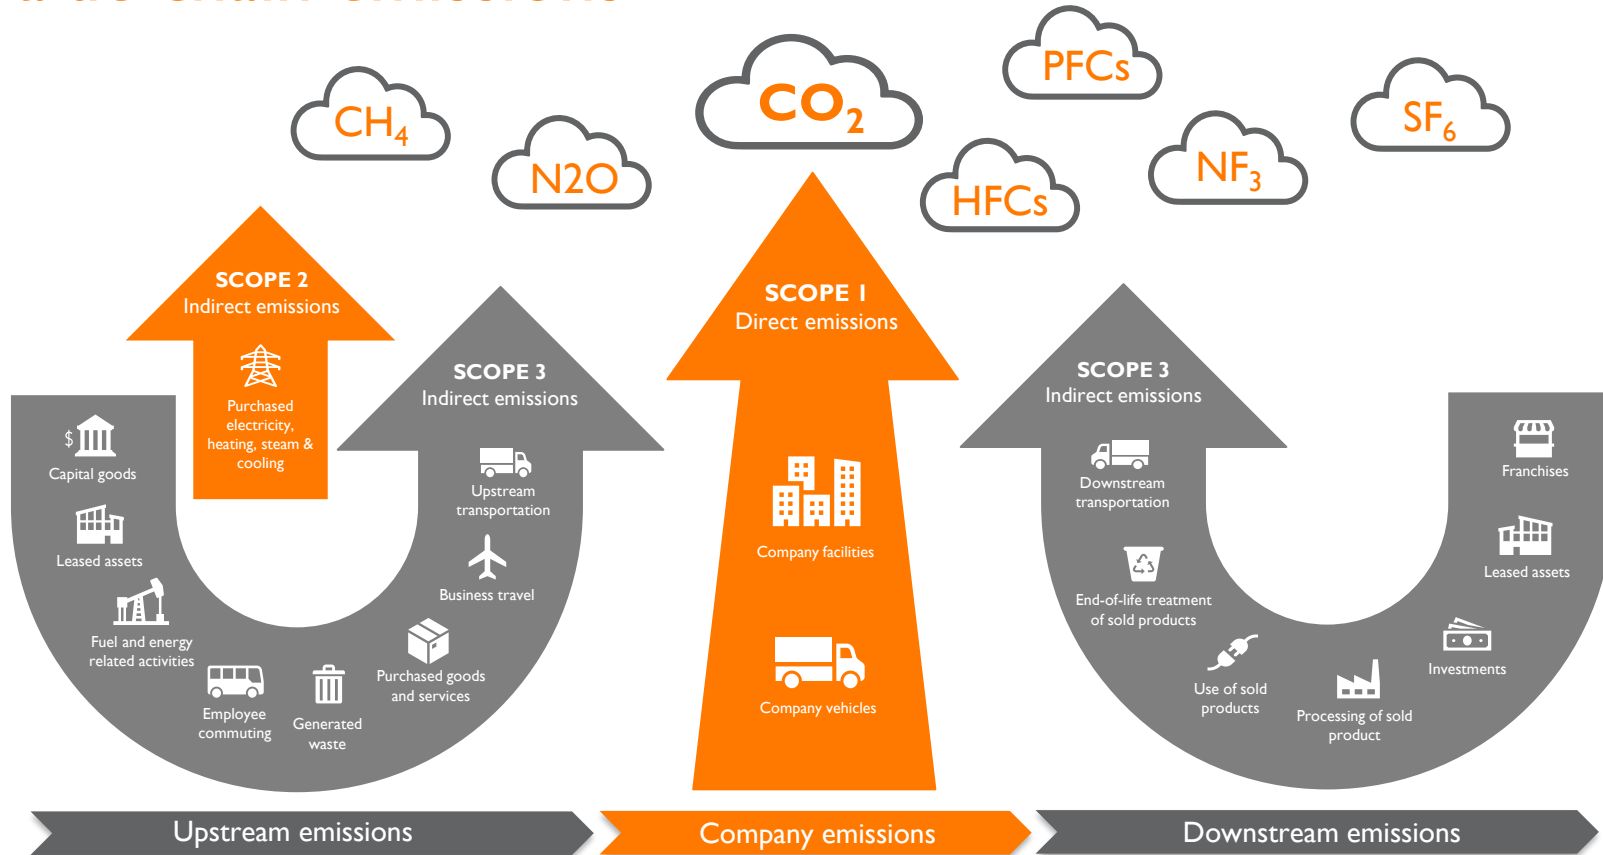 chain emissions
CH₄
N2O
CO₂
PFCs
HFCs
NF₃
SF₆
SCOPE 2
Indirect emissions
Purchased
electricity,
heating, steam &
cooling
SCOPE 3
Indirect emissions
$
Capital goods
Leased assets
Fuel and energy
related activities
Employee
commuting
Generated
waste
Purchased goods
and services
Business travel
Upstream
transportation
SCOPE 1
Direct emissions
Company facilities
Company vehicles
SCOPE 3
Indirect emissions
Downstream
transportation
End-of-life treatment
of sold products
Use of sold
products
Processing of sold
product
Investments
Leased assets
Franchises
Upstream emissions
Company emissions
Downstream emissions